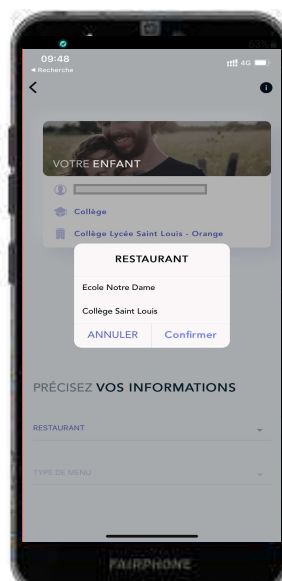 63%
09:48
4G
◄ Recherche
VOTRE ENFANT
Collège
Collège Lycée Saint Louis - Orange
RESTAURANT
Ecole Notre Dame
Collège Saint Louis
ANNULER Confirmer
PRÉCISEZ VOS INFORMATIONS
RESTAURANT
TYPE DE MENU
FAIRPHONE